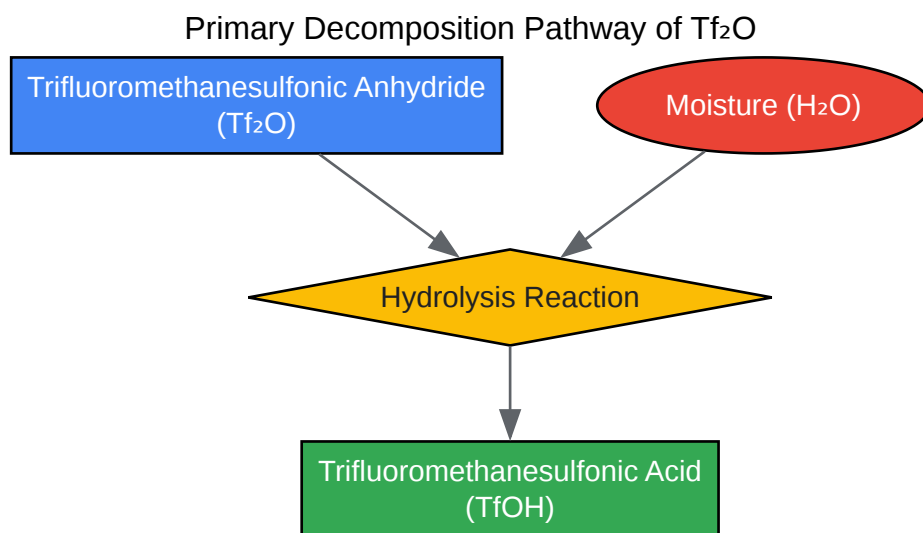 Primary Decomposition Pathway of Tf₂O
Trifluoromethanesulfonic Anhydride
(Tf₂O)
Moisture (H₂O)
Hydrolysis Reaction
Trifluoromethanesulfonic Acid
(TfOH)